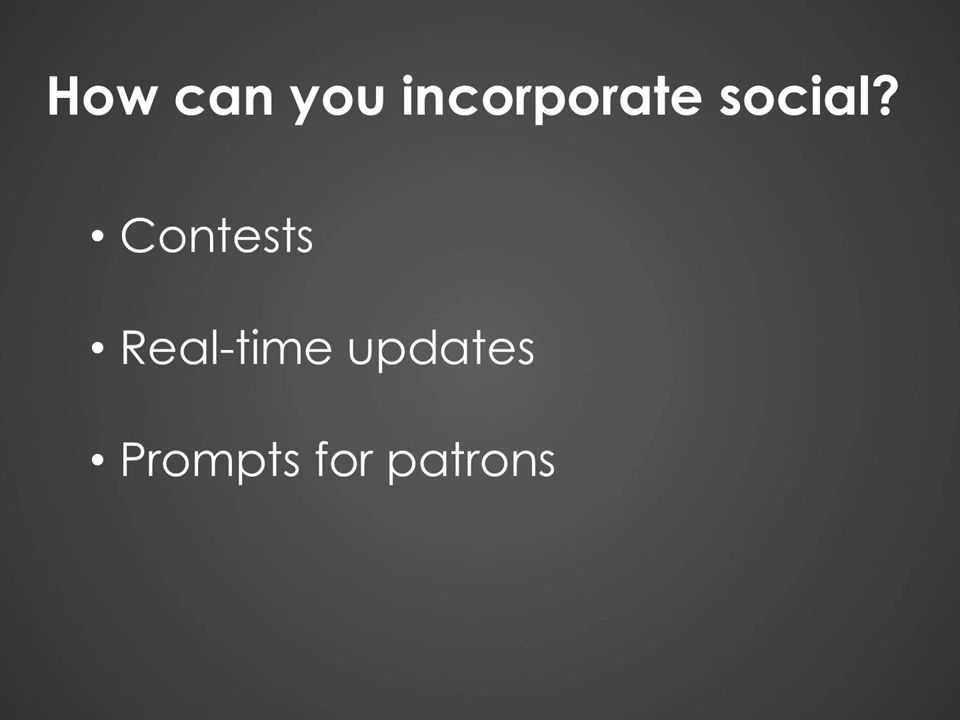 How can you incorporate social?
• Contests
• Real-time updates
• Prompts for patrons